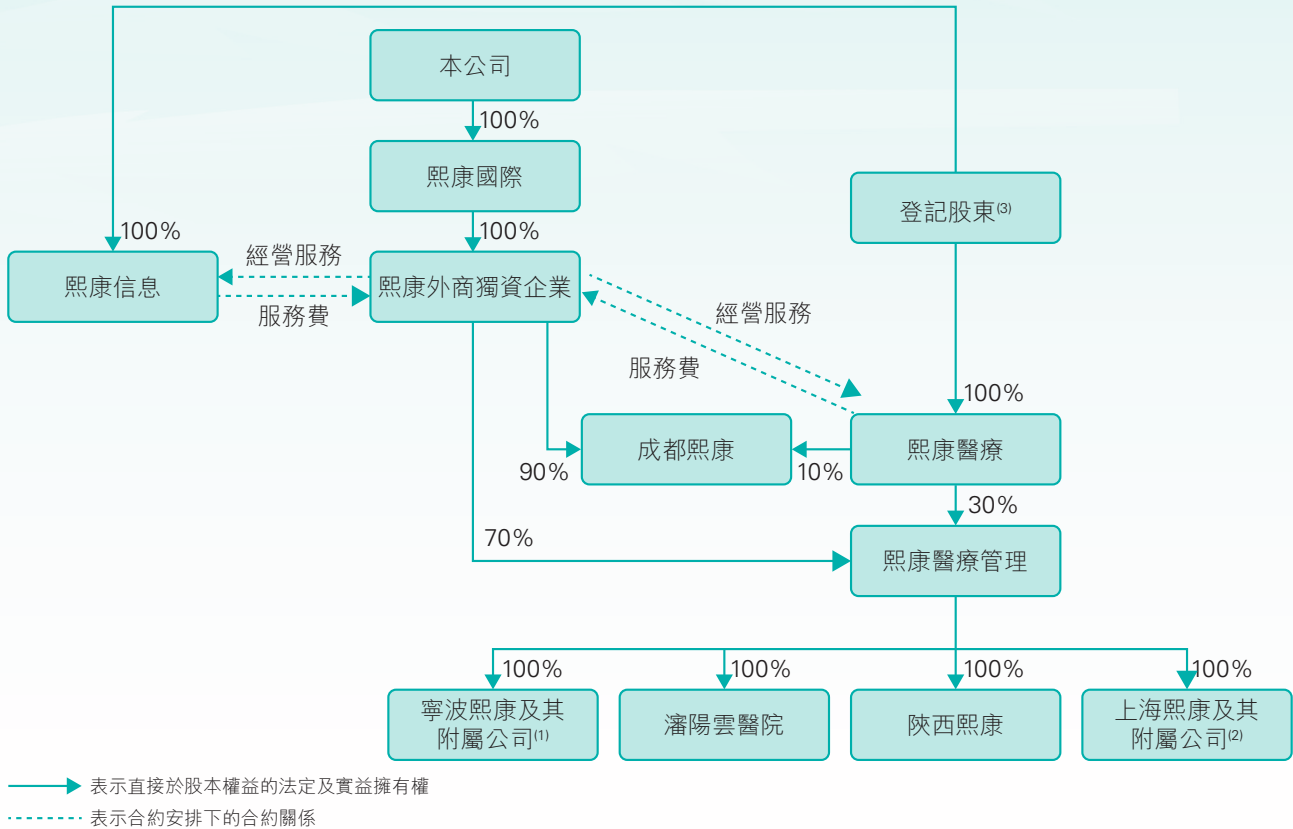 本公司
100%
熙康國際
登記股東(3)
100%
100%
熙康信息
經營服務
服務費
熙康外商獨資企業
經營服務
服務費
100%
成都熙康
熙康醫療
90%
10%
30%
70%
熙康醫療管理
100%
100%
100%
100%
寧波熙康及其
附屬公司(1)
瀋陽雲醫院
陝西熙康
上海熙康及其
附屬公司(2)
表示直接於股本權益的法定及實益擁有權
表示合約安排下的合約關係